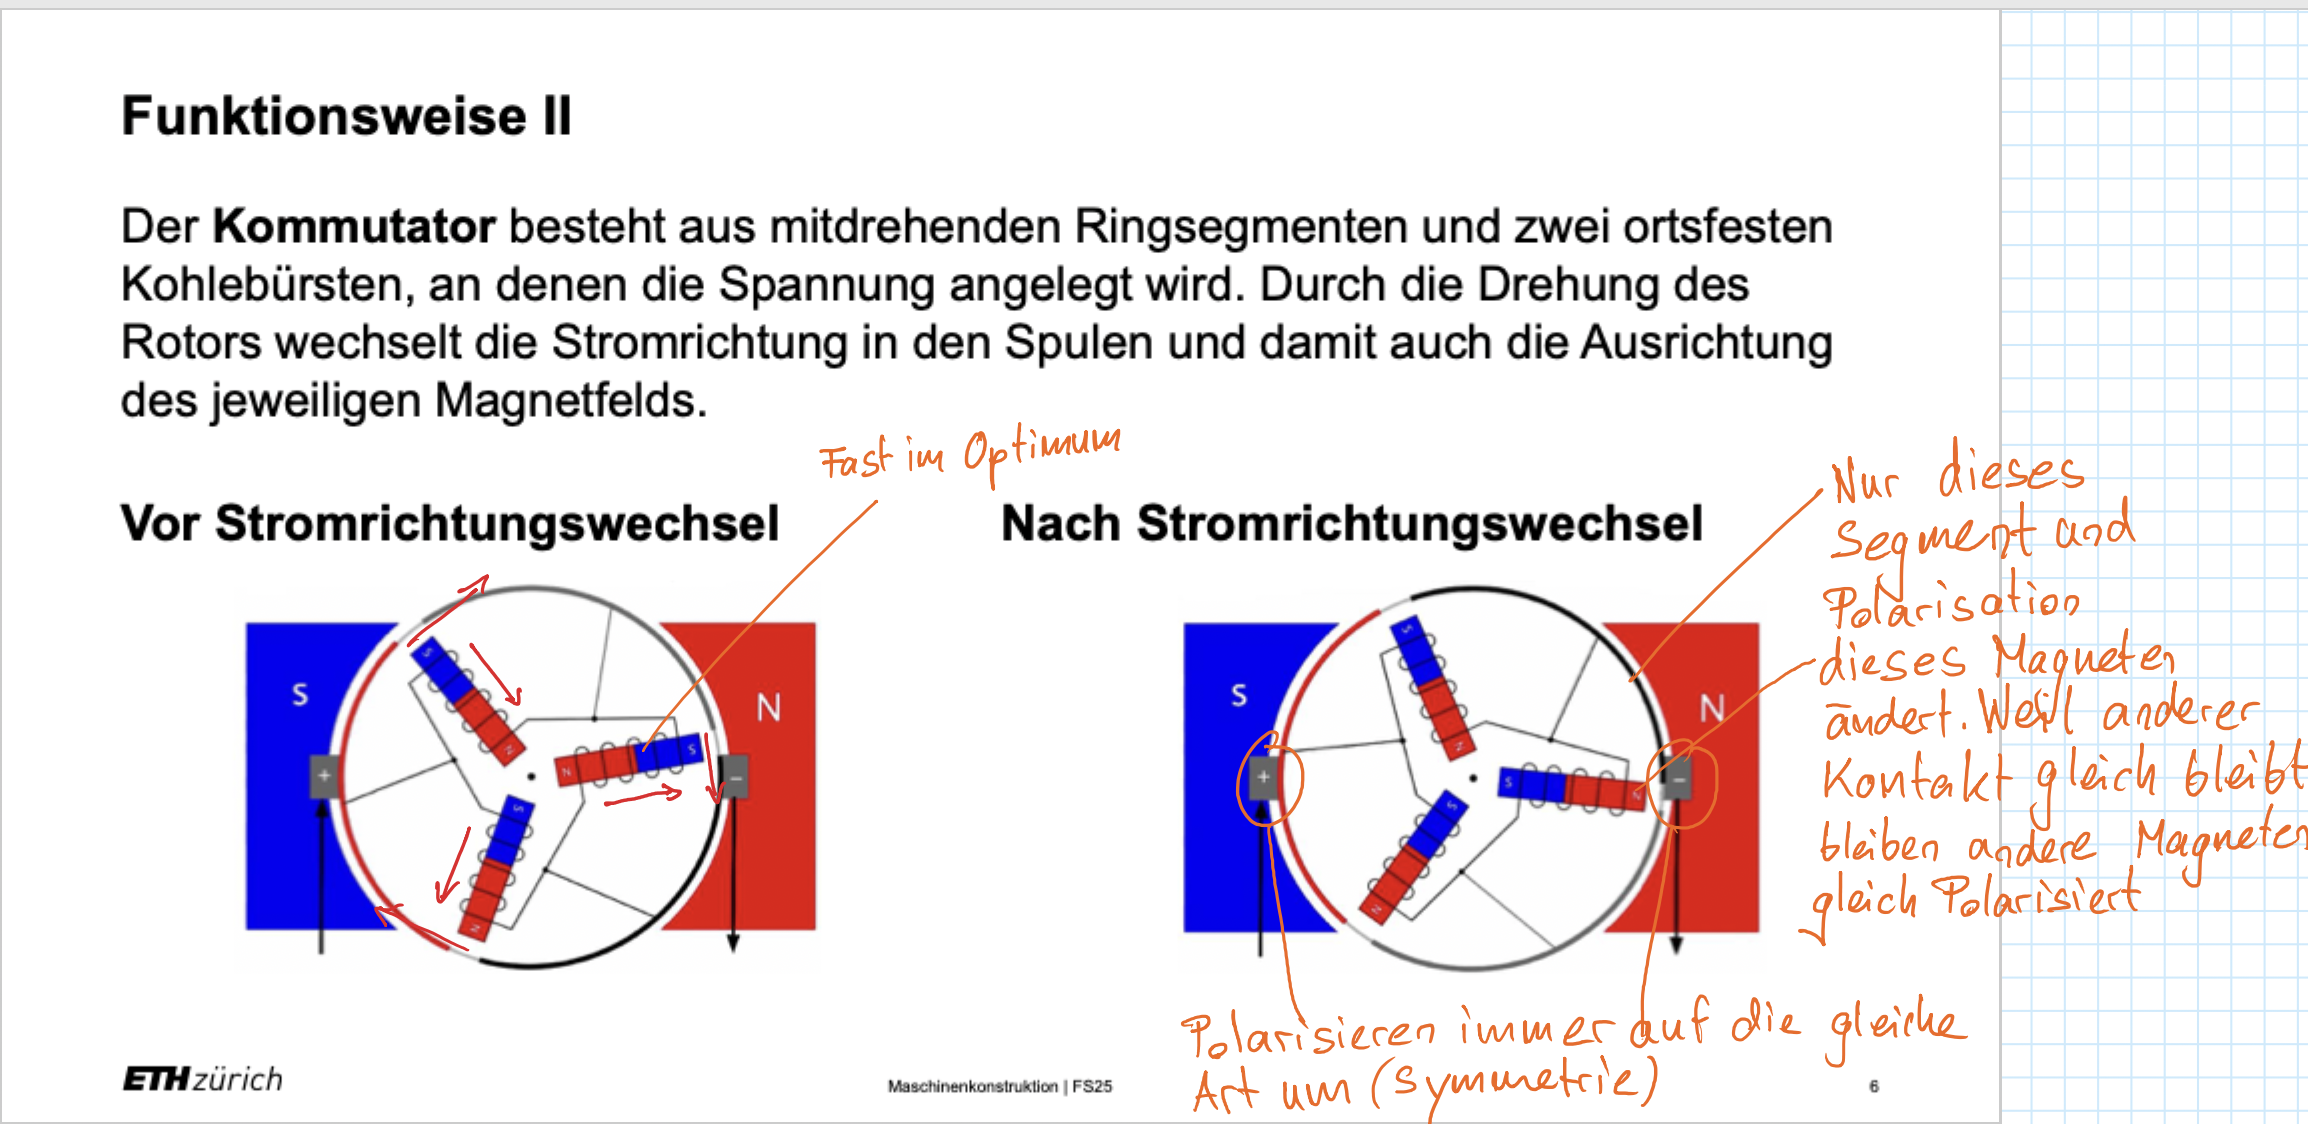 Funktionsweise II
Der Kommutator besteht aus mitdrehenden Ringsegmenten und zwei ortsfesten
Kohlebürsten, an denen die Spannung angelegt wird. Durch die Drehung des
Rotors wechselt die Stromrichtung in den Spulen und damit auch die Ausrichtung
des jeweiligen Magnetfelds.
Fast im Optimum
Vor Stromrichtungswechsel
S
N
S
N
N
S
S
N
+
−
Nach Stromrichtungswechsel
S
N
S
N
S
N
S
N
+
−
Nur dieses
Segment und
Polarisation
dieses Magneten
ändert. Weil anderer
Kontakt gleich bleibt
bleiben andere Magneten
gleich Polarisiert
Polarisieren immer auf die gleiche
Art um (Symmetrie)
ETH zürich
Maschinenkonstruktion | FS25
6